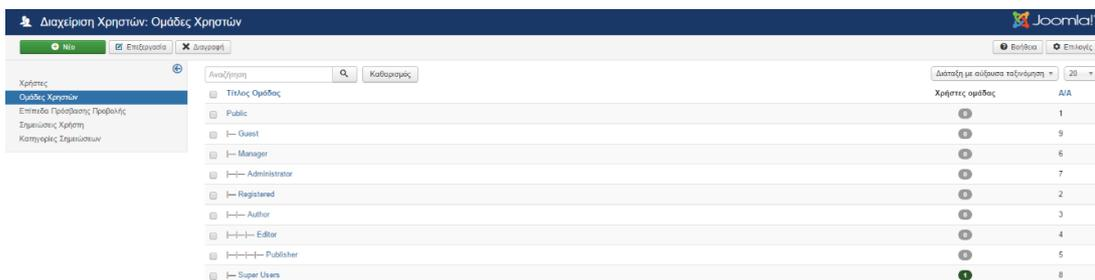 Διαχείριση Χρηστών: Ομάδες Χρηστών
Joomla!
Νέο Επεξεργασία Διαγραφή Βοήθεια Επιλογές
Χρήστες
Ομάδες Χρηστών
Επίπεδα Πρόσβασης Προβολής
Σημειώσεις Χρήστη
Κατηγορίες Σημειώσεων
Αναζήτηση Καθαρισμός Διάταξη με αύξουσα ταξινόμηση 20
Τίτλος Ομάδας Χρήστες ομάδας Α/Α
Public 0 1
|— Guest 0 9
|— Manager 0 6
|—|— Administrator 0 7
|— Registered 0 2
|—|— Author 0 3
|—|—|— Editor 0 4
|—|—|—|— Publisher 0 5
|— Super Users 1 8